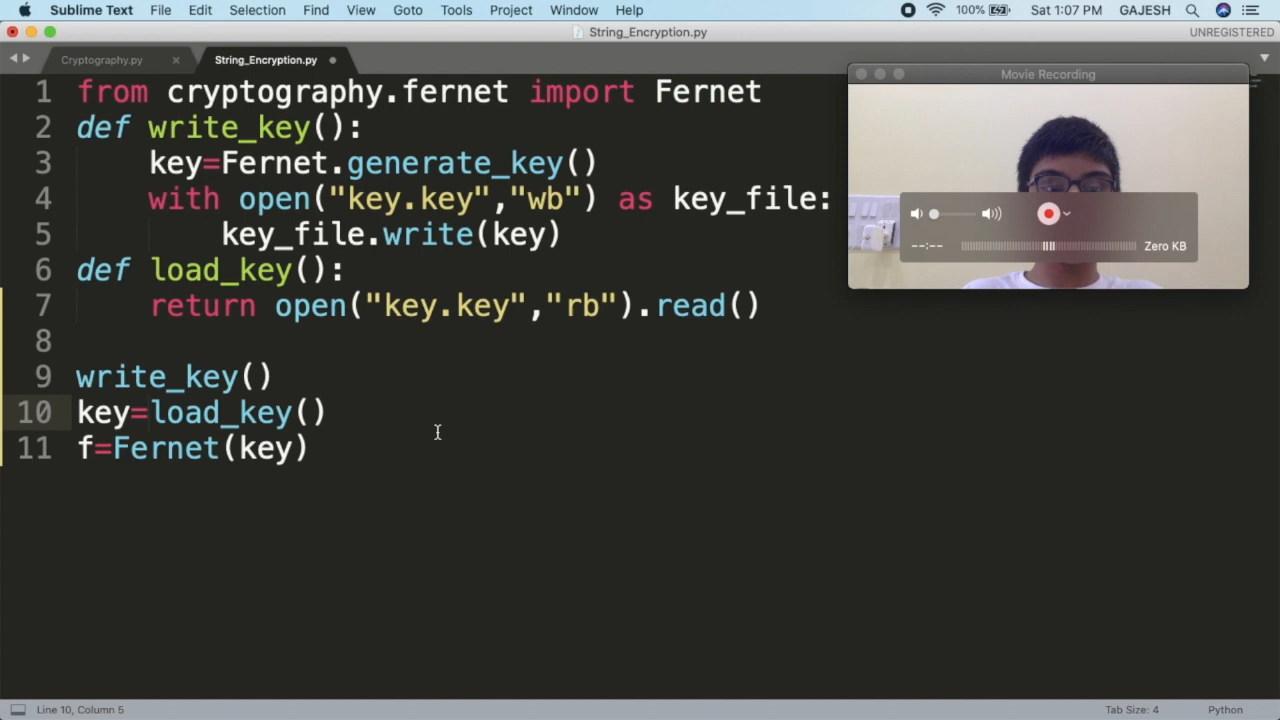 Sublime Text File Edit Selection Find View Goto Tools Project Window Help 100% Sat 1:07 PM GAJESH
String_Encryption.py UNREGISTERED
Cryptography.py × String_Encryption.py
Movie Recording
--:-- Zero KB
1 from cryptography.fernet import Fernet
2 def write_key():
3 key=Fernet.generate_key()
4 with open("key.key","wb") as key_file:
5 key_file.write(key)
6 def load_key():
7 return open("key.key","rb").read()
8
9 write_key()
10 key=load_key()
11 f=Fernet(key)
Line 10, Column 5 Tab Size: 4 Python